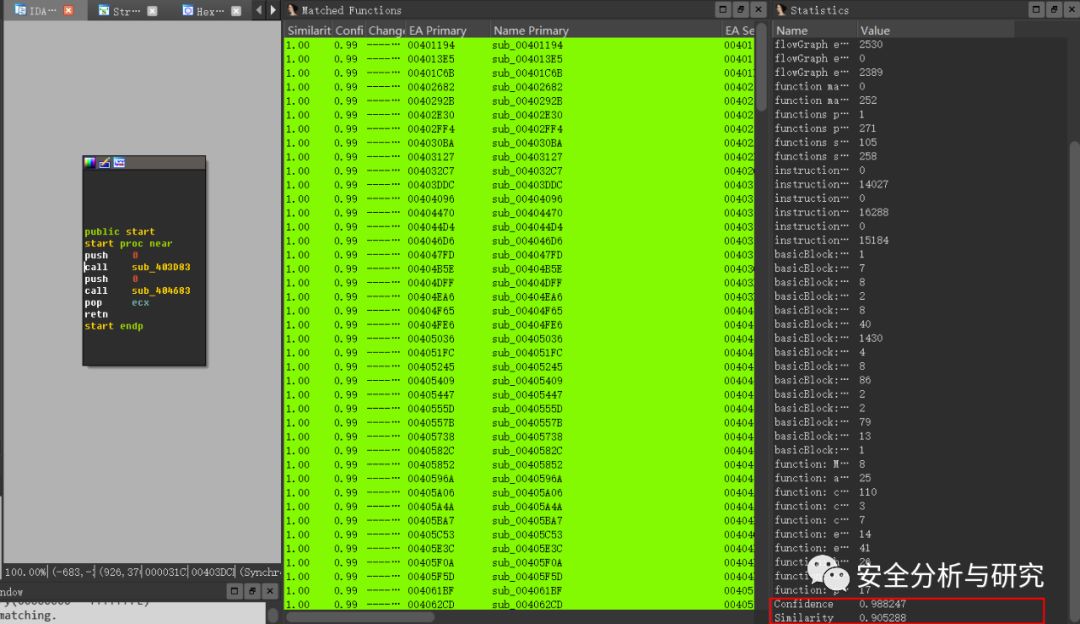 IDA… Str… Hex… Matched Functions Statistics
Similarit Confi Change EA Primary Name Primary EA Se
Name Value
1.00 0.99 00401194 sub_00401194 00401
1.00 0.99 004013E5 sub_004013E5 00401
1.00 0.99 00401C6B sub_00401C6B
1.00 0.99 00402682 sub_00402682 00402
1.00 0.99 0040292B sub_0040292B 00402
1.00 0.99 00402E30 sub_00402E30 00402
1.00 0.99 00402FF4 sub_00402FF4 00402
1.00 0.99 004030BA sub_004030BA 00402
1.00 0.99 00403127 sub_00403127 00402
1.00 0.99 004032C7 sub_004032C7
1.00 0.99 00403DDC sub_00403DDC 00403
1.00 0.99 00404096 sub_00404096 00403
1.00 0.99 00404470 sub_00404470 00403
1.00 0.99 004044D4 sub_004044D4 00403
1.00 0.99 004046D6 sub_004046D6 00403
1.00 0.99 004047FD sub_004047FD 00403
1.00 0.99 00404B5E sub_00404B5E 00403
1.00 0.99 00404DFF sub_00404DFF
1.00 0.99 00404EA6 sub_00404EA6
1.00 0.99 00404F65 sub_00404F65 00404
1.00 0.99 00404FE6 sub_00404FE6 00404
1.00 0.99 00405036 sub_00405036 00404
1.00 0.99 004051FC sub_004051FC 00404
1.00 0.99 00405245 sub_00405245 00404
1.00 0.99 00405409 sub_00405409 00404
1.00 0.99 00405447 sub_00405447 00404
1.00 0.99 0040555D sub_0040555D 00404
1.00 0.99 0040557B sub_0040557B 00404
1.00 0.99 00405738 sub_00405738 00404
1.00 0.99 0040582C sub_0040582C 00404
1.00 0.99 00405852 sub_00405852 00404
1.00 0.99 0040596A sub_0040596A 00404
1.00 0.99 00405A06 sub_00405A06 00404
1.00 0.99 00405A4A sub_00405A4A 00404
1.00 0.99 00405BA7 sub_00405BA7 00404
1.00 0.99 00405C53 sub_00405C53 00404
1.00 0.99 00405E3C sub_00405E3C 00404
1.00 0.99 00405F0A sub_00405F0A 00404
1.00 0.99 00405F5D sub_00405F5D 00404
1.00 0.99 004061BF sub_004061BF 00404
1.00 0.99 004062CD sub_004062CD 00405
flowGraph e… 2530
flowGraph e… 0
flowGraph e… 2389
function ma… 0
function ma… 252
functions p… 1
functions p… 271
functions s… 105
functions s… 258
instruction… 0
instruction… 14027
instruction… 0
instruction… 16288
instruction… 0
instruction… 15184
basicBlock:… 1
basicBlock:… 7
basicBlock:… 8
basicBlock:… 2
basicBlock:… 8
basicBlock:… 40
basicBlock:… 1430
basicBlock:… 4
basicBlock:… 8
basicBlock:… 86
basicBlock:… 2
basicBlock:… 2
basicBlock:… 79
basicBlock:… 13
basicBlock:… 1
function: M… 8
function: a… 25
function: c… 110
function: c… 3
function: c… 7
function: e… 14
function: e… 41
Confidence 0.988247
Similarity 0.905288
public start
start proc near
push 0
call sub_403D83
push 0
call sub_404683
pop ecx
retn
start endp
100.00% (926,37 000031C 00403DC (Synchr
ndow
matching.
安全分析与研究